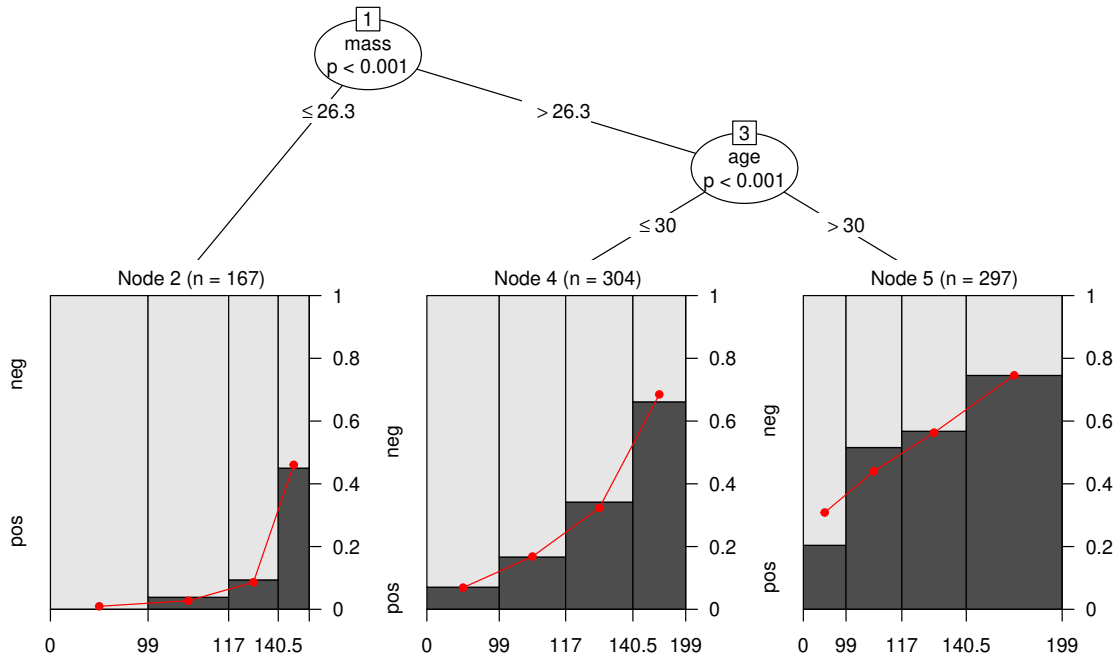 1
mass
p < 0.001
≤ 26.3
> 26.3
3
age
p < 0.001
≤ 30
> 30
Node 2 (n = 167)
neg
pos
0 99 117 140.5
0 0.2 0.4 0.6 0.8 1
Node 4 (n = 304)
neg
pos
0 99 117 140.5 199
0 0.2 0.4 0.6 0.8 1
Node 5 (n = 297)
neg
pos
0 99 117 140.5 199
0 0.2 0.4 0.6 0.8 1